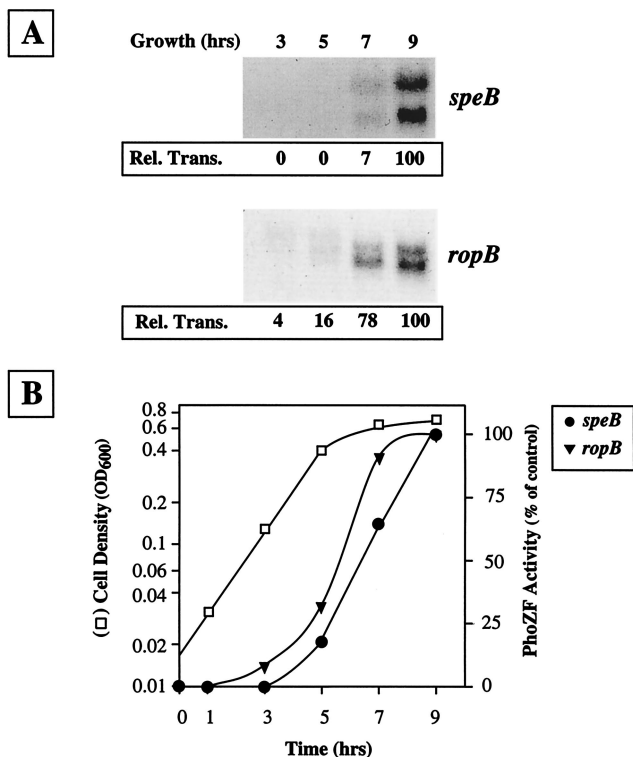 A
Growth (hrs) 3 5 7 9
speB
Rel. Trans. 0 0 7 100
ropB
Rel. Trans. 4 16 78 100
B
(□) Cell Density (OD600)
0.8
0.6
0.4
0.2
0.1
0.06
0.04
0.02
0.01
0 1 3 5 7 9
Time (hrs)
100
75
50
25
0
PhoZF Activity (% of control)
● speB
▼ ropB